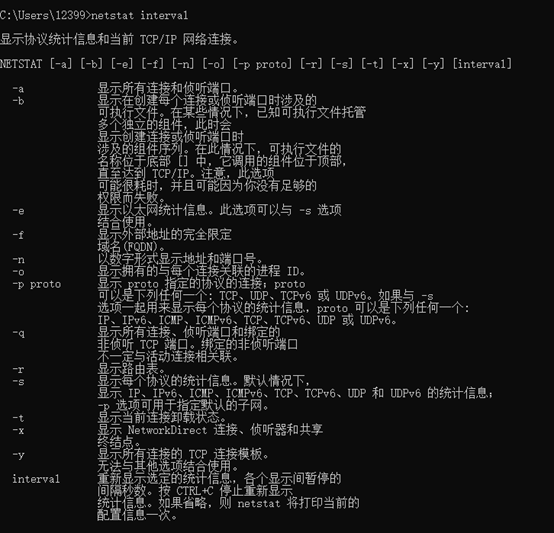 C:\Users\12399>netstat interval
显示协议统计信息和当前 TCP/IP 网络连接。
NETSTAT [-a] [-b] [-e] [-f] [-n] [-o] [-p proto] [-r] [-s] [-t] [-x] [-y] [interval]
-a 显示所有连接和侦听端口。
-b 显示在创建每个连接或侦听端口时涉及的
可执行文件。在某些情况下，已知可执行文件托管
多个独立的组件，此时会
显示创建连接或侦听端口时
涉及的组件序列。在此情况下，可执行文件的
名称位于底部 [] 中，它调用的组件位于顶部，
直至达到 TCP/IP。注意，此选项
可能很耗时，并且可能因为你没有足够的
权限而失败。
-e 显示以太网统计信息。此选项可以与 -s 选项
结合使用。
-f 显示外部地址的完全限定
域名(FQDN)。
-n 以数字形式显示地址和端口号。
-o 显示拥有的与每个连接关联的进程 ID。
-p proto 显示 proto 指定的协议的连接；proto
可以是下列任何一个: TCP、UDP、TCPv6 或 UDPv6。如果与 -s
选项一起用来显示每个协议的统计信息，proto 可以是下列任何一个:
IP、IPv6、ICMP、ICMPv6、TCP、TCPv6、UDP 或 UDPv6。
-q 显示所有连接、侦听端口和绑定的
非侦听 TCP 端口。绑定的非侦听端口
不一定与活动连接相关联。
-r 显示路由表。
-s 显示每个协议的统计信息。默认情况下，
显示 IP、IPv6、ICMP、ICMPv6、TCP、TCPv6、UDP 和 UDPv6 的统计信息；
-p 选项可用于指定默认的子网。
-t 显示当前连接卸载状态。
-x 显示 NetworkDirect 连接、侦听器和共享
终结点。
-y 显示所有连接的 TCP 连接模板。
无法与其他选项结合使用。
interval 重新显示选定的统计信息，各个显示间暂停的
间隔秒数。按 CTRL+C 停止重新显示
统计信息。如果省略，则 netstat 将打印当前的
配置信息一次。